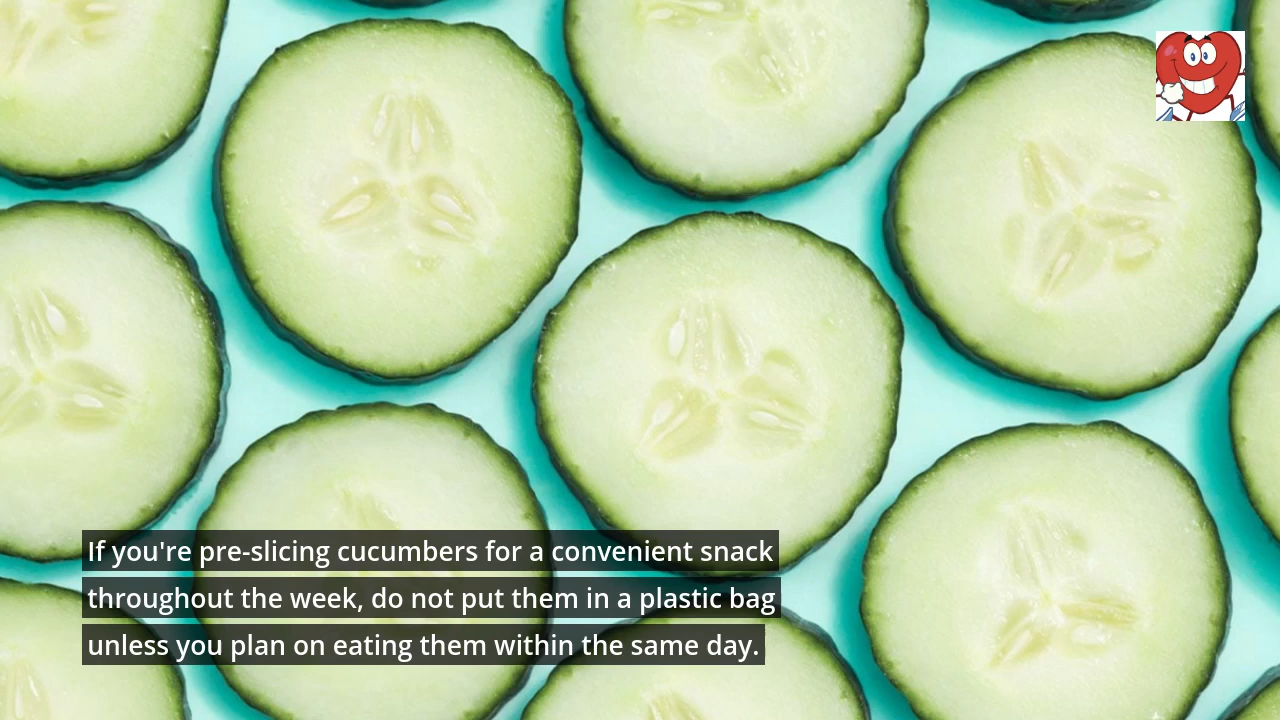 If you're pre-slicing cucumbers for a convenient snack
throughout the week, do not put them in a plastic bag
unless you plan on eating them within the same day.